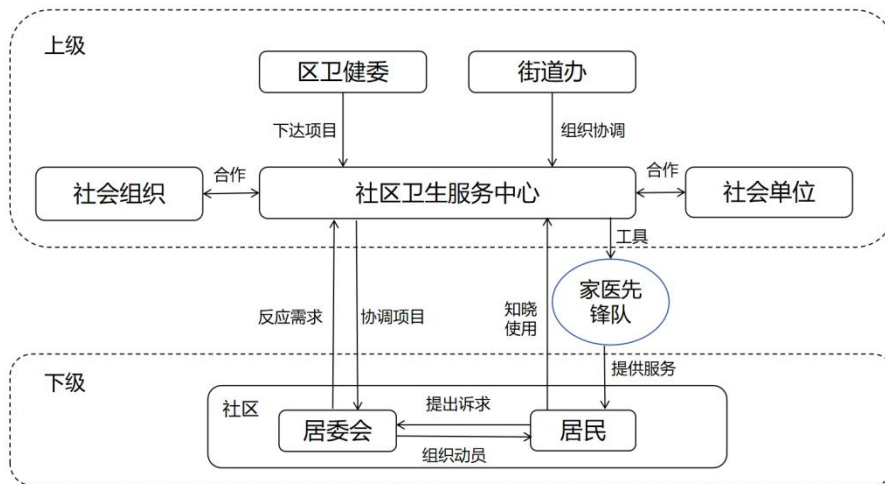 上级
区卫健委
街道办
下达项目
组织协调
社会组织
合作
社区卫生服务中心
合作
社会单位
工具
家医先
锋队
反应需求
协调项目
知晓
使用
提供服务
下级
社区
提出诉求
居委会
居民
组织动员